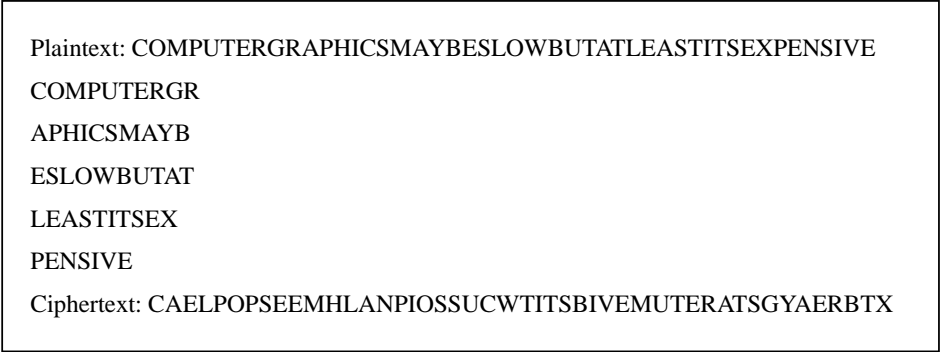 Plaintext: COMPUTERGRAPHICSMAYBESLOWBUTATLEASTITSEXPENSIVE
COMPUTERGR
APHICSMAYB
ESLOWBUTAT
LEASTITSEX
PENSIVE
Ciphertext: CAELPOPSEEMHLANPIOSSUCWTITSBIVEMUTERATSGYAERBTX